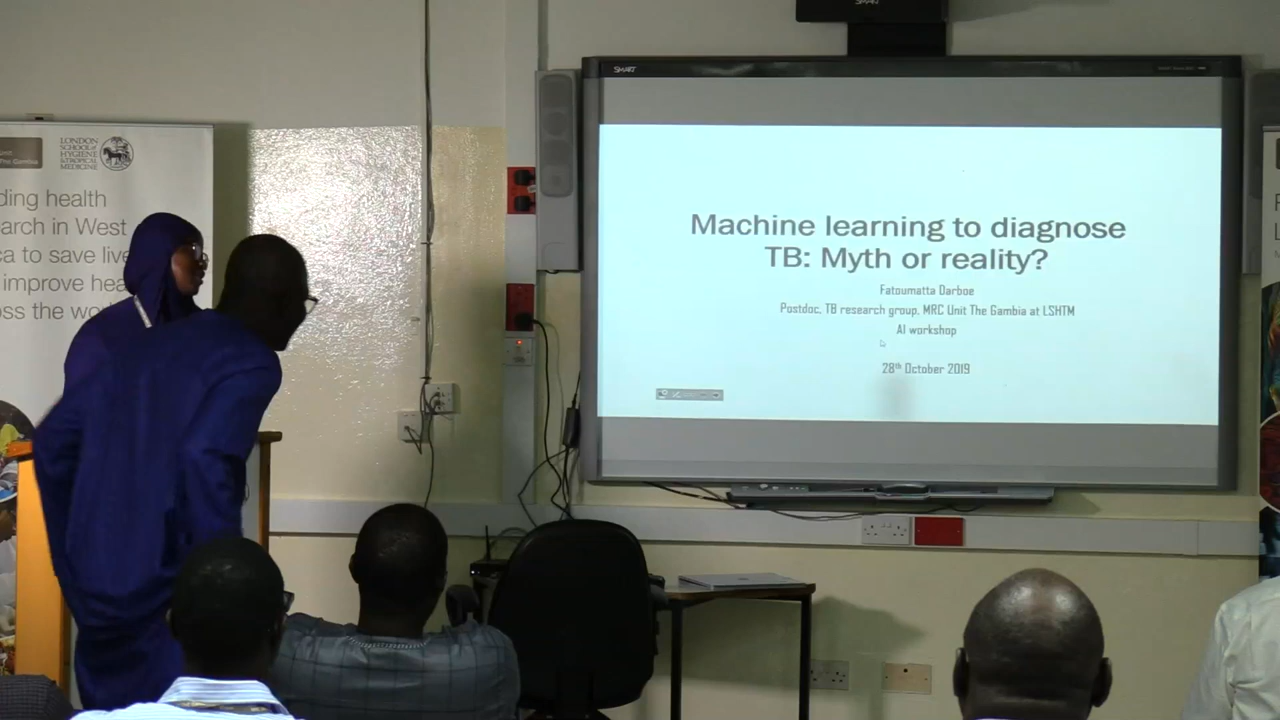 SMART
SMART
Unit
The Gambia
LONDON
SCHOOL of
HYGIENE
&TROPICAL
MEDICINE
ding health
earch in West
ca to save live
improve hea
oss the wo
Machine learning to diagnose
TB: Myth or reality?
Fatoumatta Darboe
Postdoc, TB research group, MRC Unit The Gambia at LSHTM
AI workshop
28th October 2019